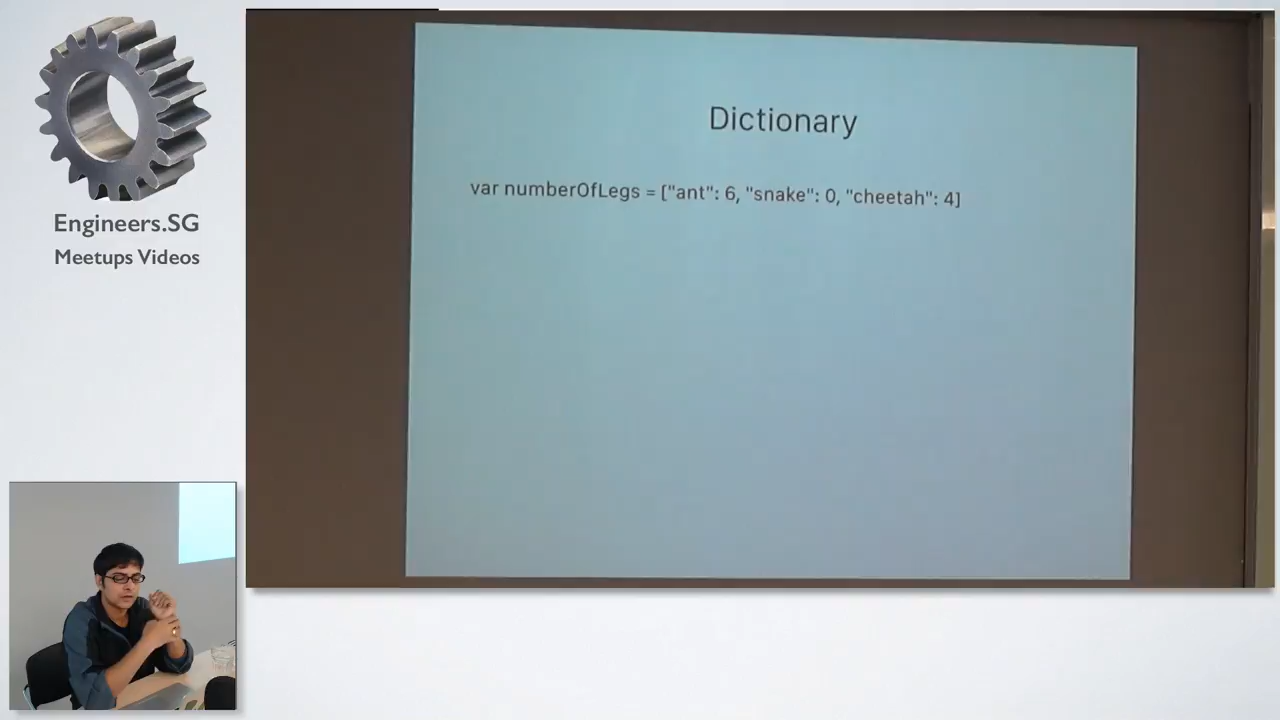 Engineers.SG
Meetups Videos
Dictionary
var numberOfLegs = ["ant": 6, "snake": 0, "cheetah": 4]